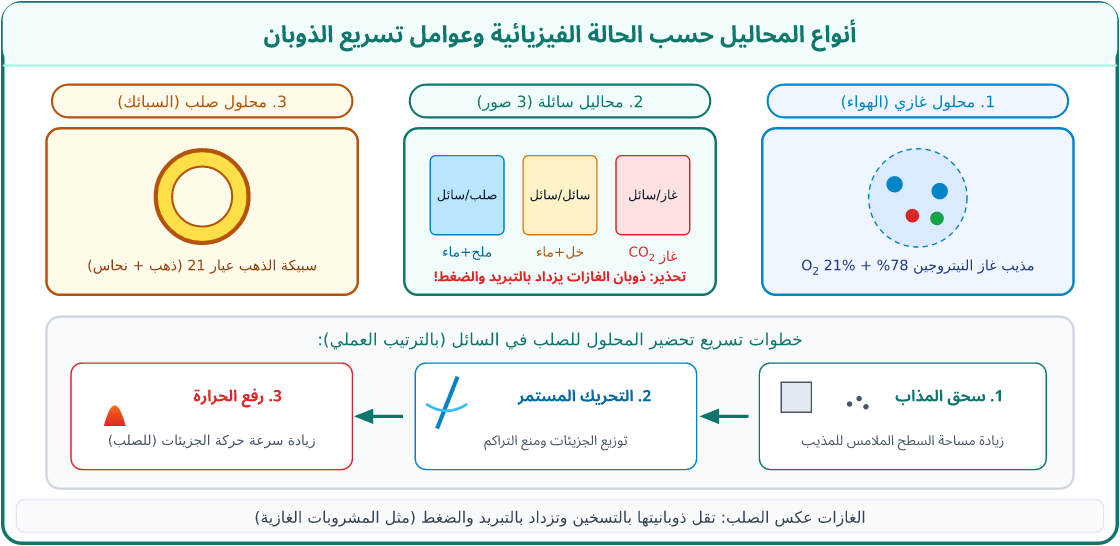 أنواع المحاليل حسب الحالة الفيزيائية وعوامل تسريع الذوبان
1. محلول غازي (الهواء)
مذيب غاز النيتروجين 78% + 21% O₂
2. محاليل سائلة (3 صور)
غاز/سائل
سائل/سائل
صلب/سائل
غاز CO₂
خل+ماء
ملح+ماء
تحذير: ذوبان الغازات يزداد بالتبريد والضغط!
3. محلول صلب (السبائك)
سبيكة الذهب عيار 21 (ذهب + نحاس)
خطوات تسريع تحضير المحلول للصلب في السائل (بالترتيب العملي):
1. سحق المذاب
زيادة مساحة السطح الملامس للمذيب
2. التحريك المستمر
توزيع الجزيئات ومنع التراكم
3. رفع الحرارة
زيادة سرعة حركة الجزيئات (للصلب)
الغازات عكس الصلب: تقل ذوبانيتها بالتسخين وتزداد بالتبريد والضغط (مثل المشروبات الغازية)